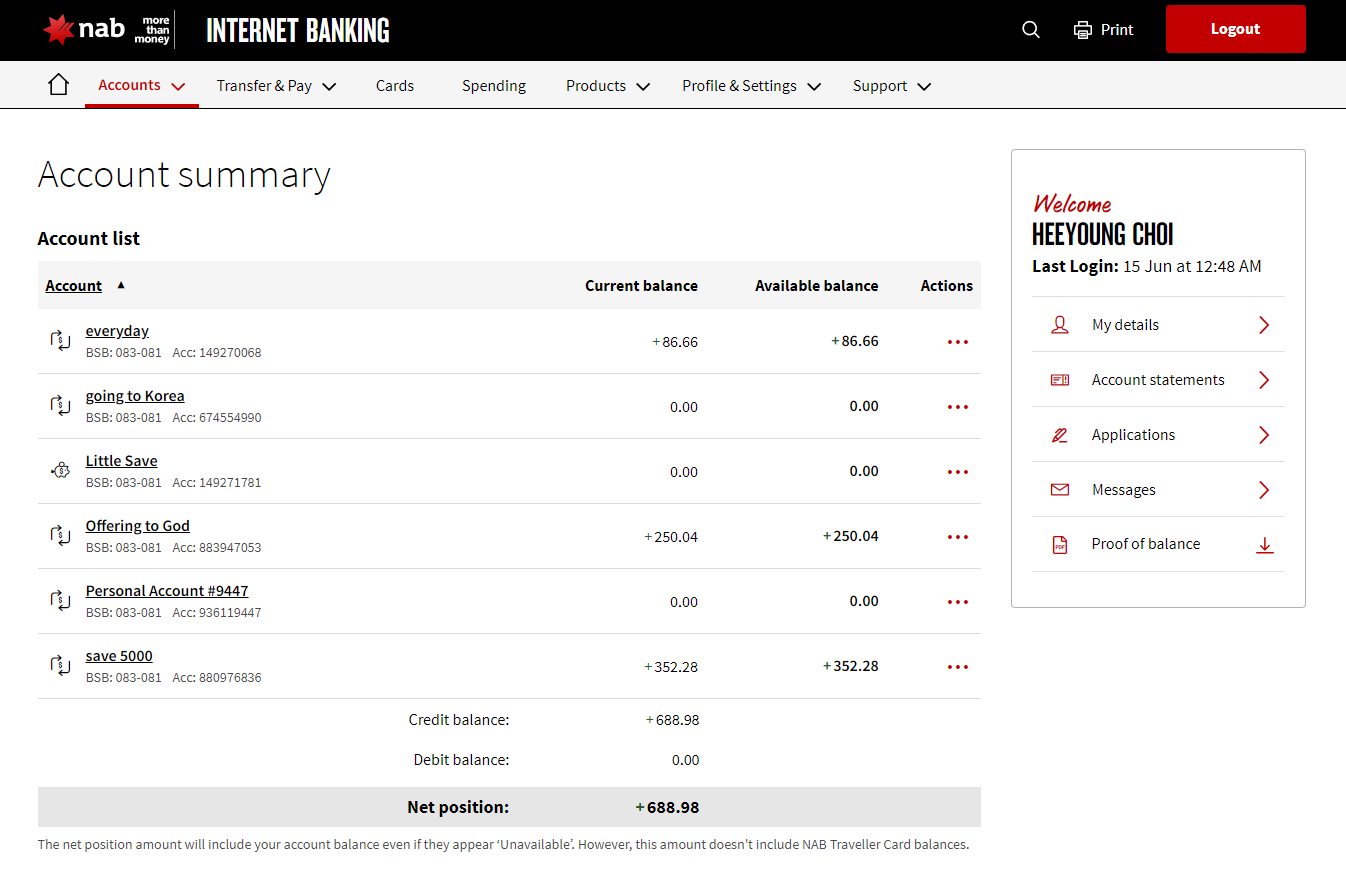 nab more than money INTERNET BANKING Print Logout
Accounts Transfer & Pay Cards Spending Products Profile & Settings Support
Account summary
Account list
Account ▲ Current balance Available balance Actions
everyday
BSB: 083-081 Acc: 149270068
+86.66 +86.66
going to Korea
BSB: 083-081 Acc: 674554990
0.00 0.00
Little Save
BSB: 083-081 Acc: 149271781
0.00 0.00
Offering to God
BSB: 083-081 Acc: 883947053
+250.04 +250.04
Personal Account #9447
BSB: 083-081 Acc: 936119447
0.00 0.00
save 5000
BSB: 083-081 Acc: 880976836
+352.28 +352.28
Credit balance: +688.98
Debit balance: 0.00
Net position: +688.98
The net position amount will include your account balance even if they appear ‘Unavailable’. However, this amount doesn't include NAB Traveller Card balances.
Welcome
HEEYOUNG CHOI
Last Login: 15 Jun at 12:48 AM
My details
Account statements
Applications
Messages
PDF Proof of balance